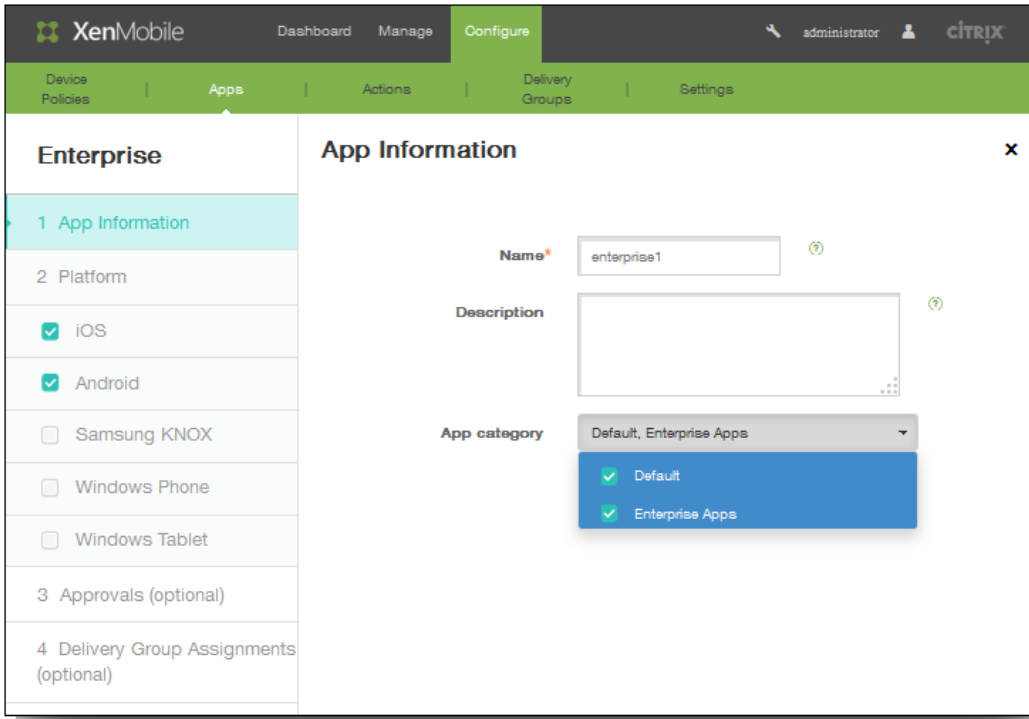 XenMobile
Dashboard Manage Configure
administrator
CİTRIX
Device Policies | Apps | Actions | Delivery Groups | Settings
Enterprise
1 App Information
2 Platform
iOS
Android
Samsung KNOX
Windows Phone
Windows Tablet
3 Approvals (optional)
4 Delivery Group Assignments
(optional)
App Information
x
Name*
enterprise1
(?)
Description
(?)
App category
Default, Enterprise Apps
Default
Enterprise Apps